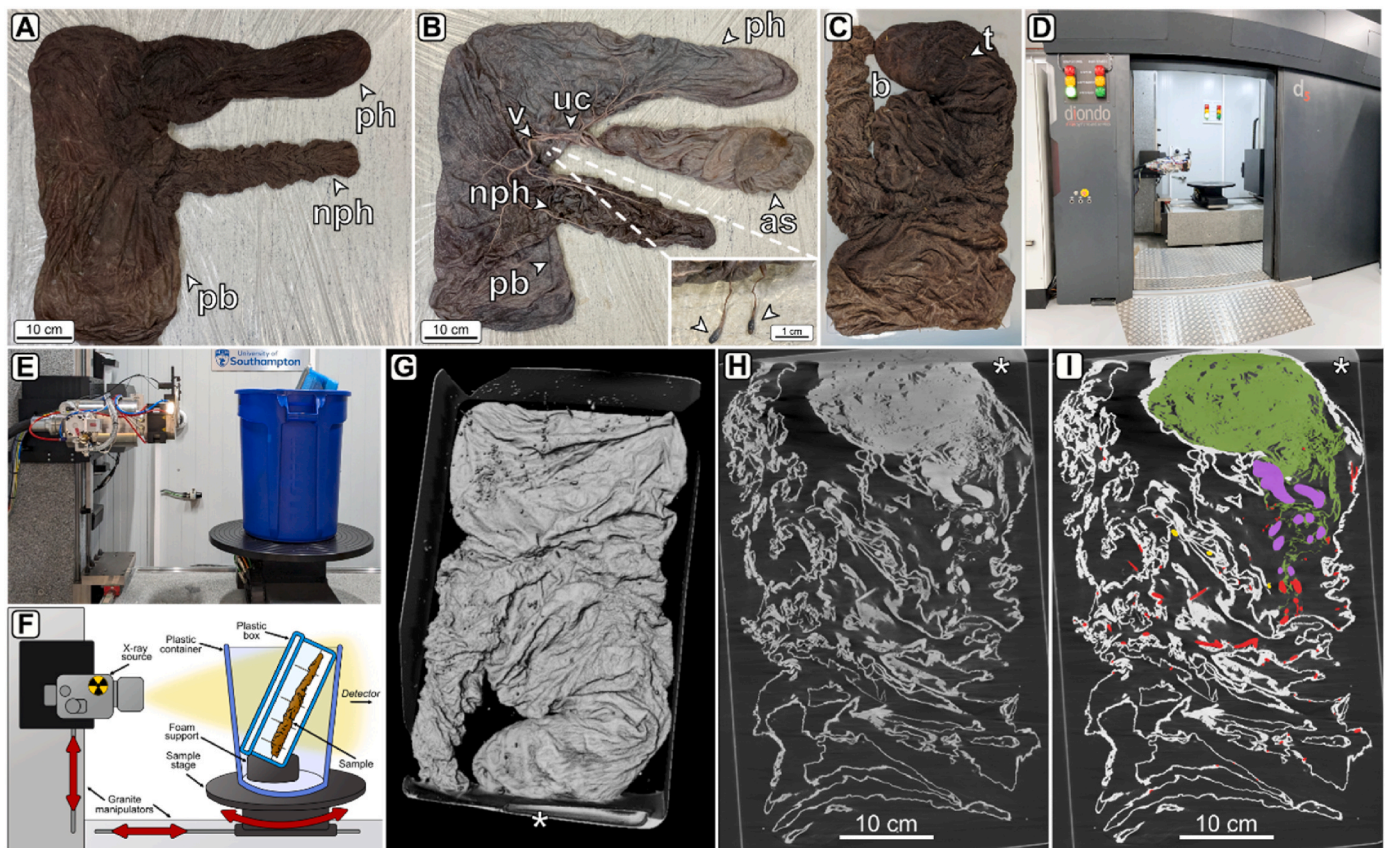 A
ph
nph
pb
10 cm
B
ph
uc
v
nph
as
pb
10 cm
1 cm
C
t
b
D
diondo
d
E
University of
Southampton
F
Plastic
box
Plastic
container
X-ray
source
Detector
Foam
support
Sample
stage
Sample
Granite
manipulators
G
*
H
*
10 cm
I
*
10 cm